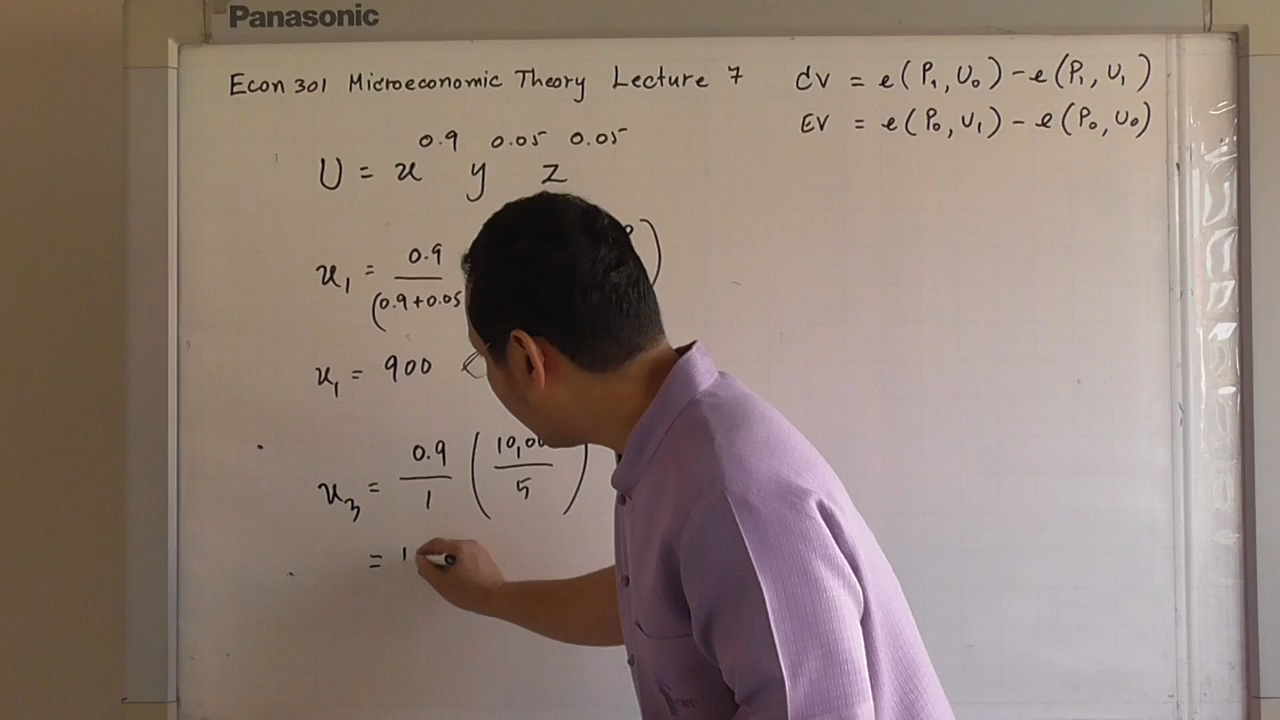 Panasonic
Econ 301 Microeconomic Theory Lecture 7
CV = e(P₁, U₀) - e(P₁, U₁)
EV = e(P₀, U₁) - e(P₀, U₀)
U = x^0.9 y^0.05 z^0.05
x₁ = 0.9 / (0.9+0.05 )
x₁ = 900
x₃ = 0.9/1 (10,00 / 5)
= 1